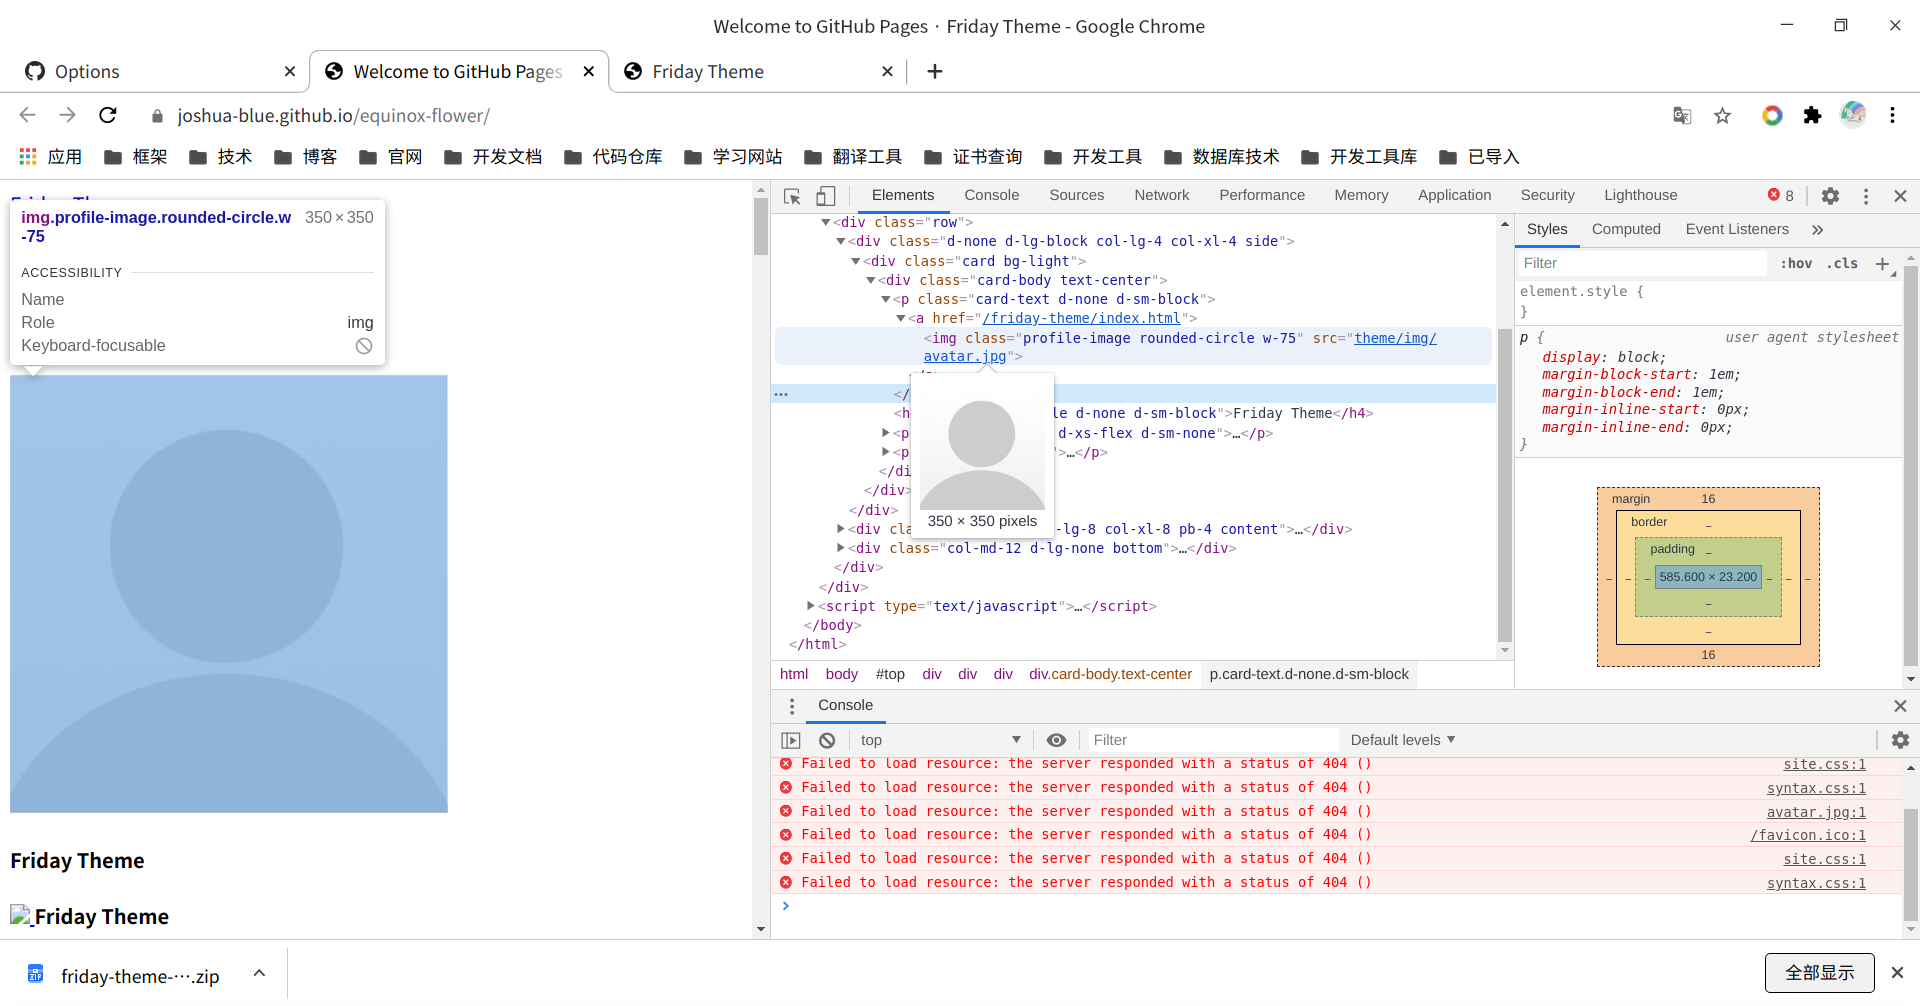 Welcome to GitHub Pages · Friday Theme - Google Chrome
Options
Welcome to GitHub Pages
Friday Theme
joshua-blue.github.io/equinox-flower/
应用 框架 技术 博客 官网 开发文档 代码仓库 学习网站 翻译工具 证书查询 开发工具 数据库技术 开发工具库 已导入
img.profile-image.rounded-circle.w
-75
350 × 350
ACCESSIBILITY
Name
Role img
Keyboard-focusable
Friday Theme
Friday Theme
Elements Console Sources Network Performance Memory Application Security Lighthouse 8
<div class="row">
<div class="d-none d-lg-block col-lg-4 col-xl-4 side">
<div class="card bg-light">
<div class="card-body text-center">
<p class="card-text d-none d-sm-block">
<a href="/friday-theme/index.html">
<img class="profile-image rounded-circle w-75" src="theme/img/
avatar.jpg">
…
</
<h le d-none d-sm-block">Friday Theme</h4>
<p d-xs-flex d-sm-none">…</p>
<p ">…</p>
</di
</div>
</div>
<div cla -lg-8 col-xl-8 pb-4 content">…</div>
<div class="col-md-12 d-lg-none bottom">…</div>
</div>
</div>
<script type="text/javascript">…</script>
</body>
</html>
350 × 350 pixels
html body #top div div div div.card-body.text-center p.card-text.d-none.d-sm-block
Styles Computed Event Listeners »
Filter :hov .cls +
element.style {
}
p { user agent stylesheet
display: block;
margin-block-start: 1em;
margin-block-end: 1em;
margin-inline-start: 0px;
margin-inline-end: 0px;
}
margin 16
border –
padding –
– – – 585.600 × 23.200 – – –
–
–
16
Console
top Filter Default levels
Failed to load resource: the server responded with a status of 404 () site.css:1
Failed to load resource: the server responded with a status of 404 () syntax.css:1
Failed to load resource: the server responded with a status of 404 () avatar.jpg:1
Failed to load resource: the server responded with a status of 404 () /favicon.ico:1
Failed to load resource: the server responded with a status of 404 () site.css:1
Failed to load resource: the server responded with a status of 404 () syntax.css:1
>
friday-theme-….zip
全部显示